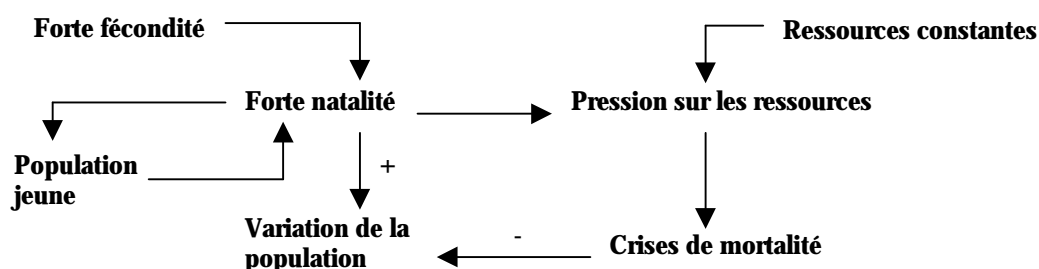 Forte fécondité
Ressources constantes
Forte natalité
Pression sur les ressources
Population
jeune
+
Variation de la
population
-
Crises de mortalité